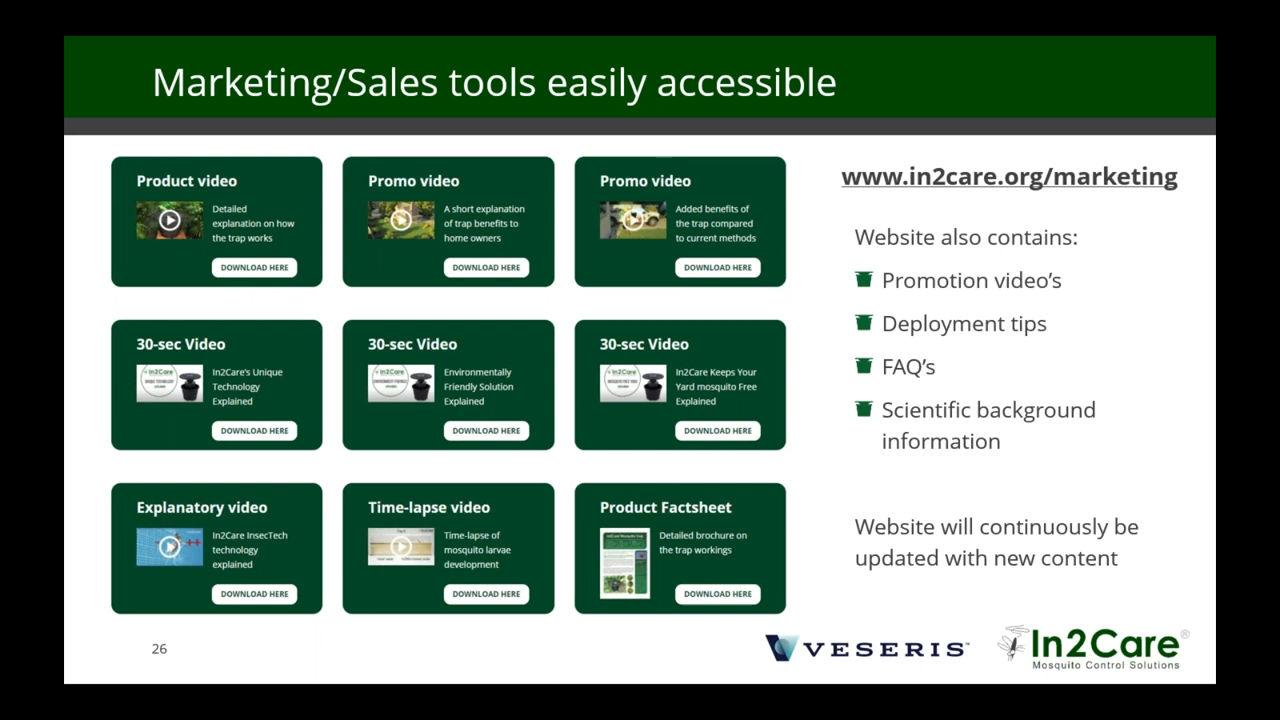 Marketing/Sales tools easily accessible
Product video
Detailed
explanation on how
the trap works
DOWNLOAD HERE
Promo video
A short explanation
of trap benefits to
home owners
DOWNLOAD HERE
Promo video
Added benefits of
the trap compared
to current methods
DOWNLOAD HERE
30-sec Video
In2Care
In2Care's Unique
Technology
Explained
DOWNLOAD HERE
30-sec Video
In2Care
Environmentally
Friendly Solution
Explained
DOWNLOAD HERE
30-sec Video
In2Care
In2Care Keeps Your
Yard mosquito Free
Explained
DOWNLOAD HERE
Explanatory video
In2Care InsecTech
technology
explained
DOWNLOAD HERE
Time-lapse video
Time-lapse of
mosquito larvae
development
DOWNLOAD HERE
Product Factsheet
Detailed brochure on
the trap workings
DOWNLOAD HERE
www.in2care.org/marketing
Website also contains:
Promotion video's
Deployment tips
FAQ's
Scientific background
information
Website will continuously be
updated with new content
26
VESERIS™
In2Care®
Mosquito Control Solutions